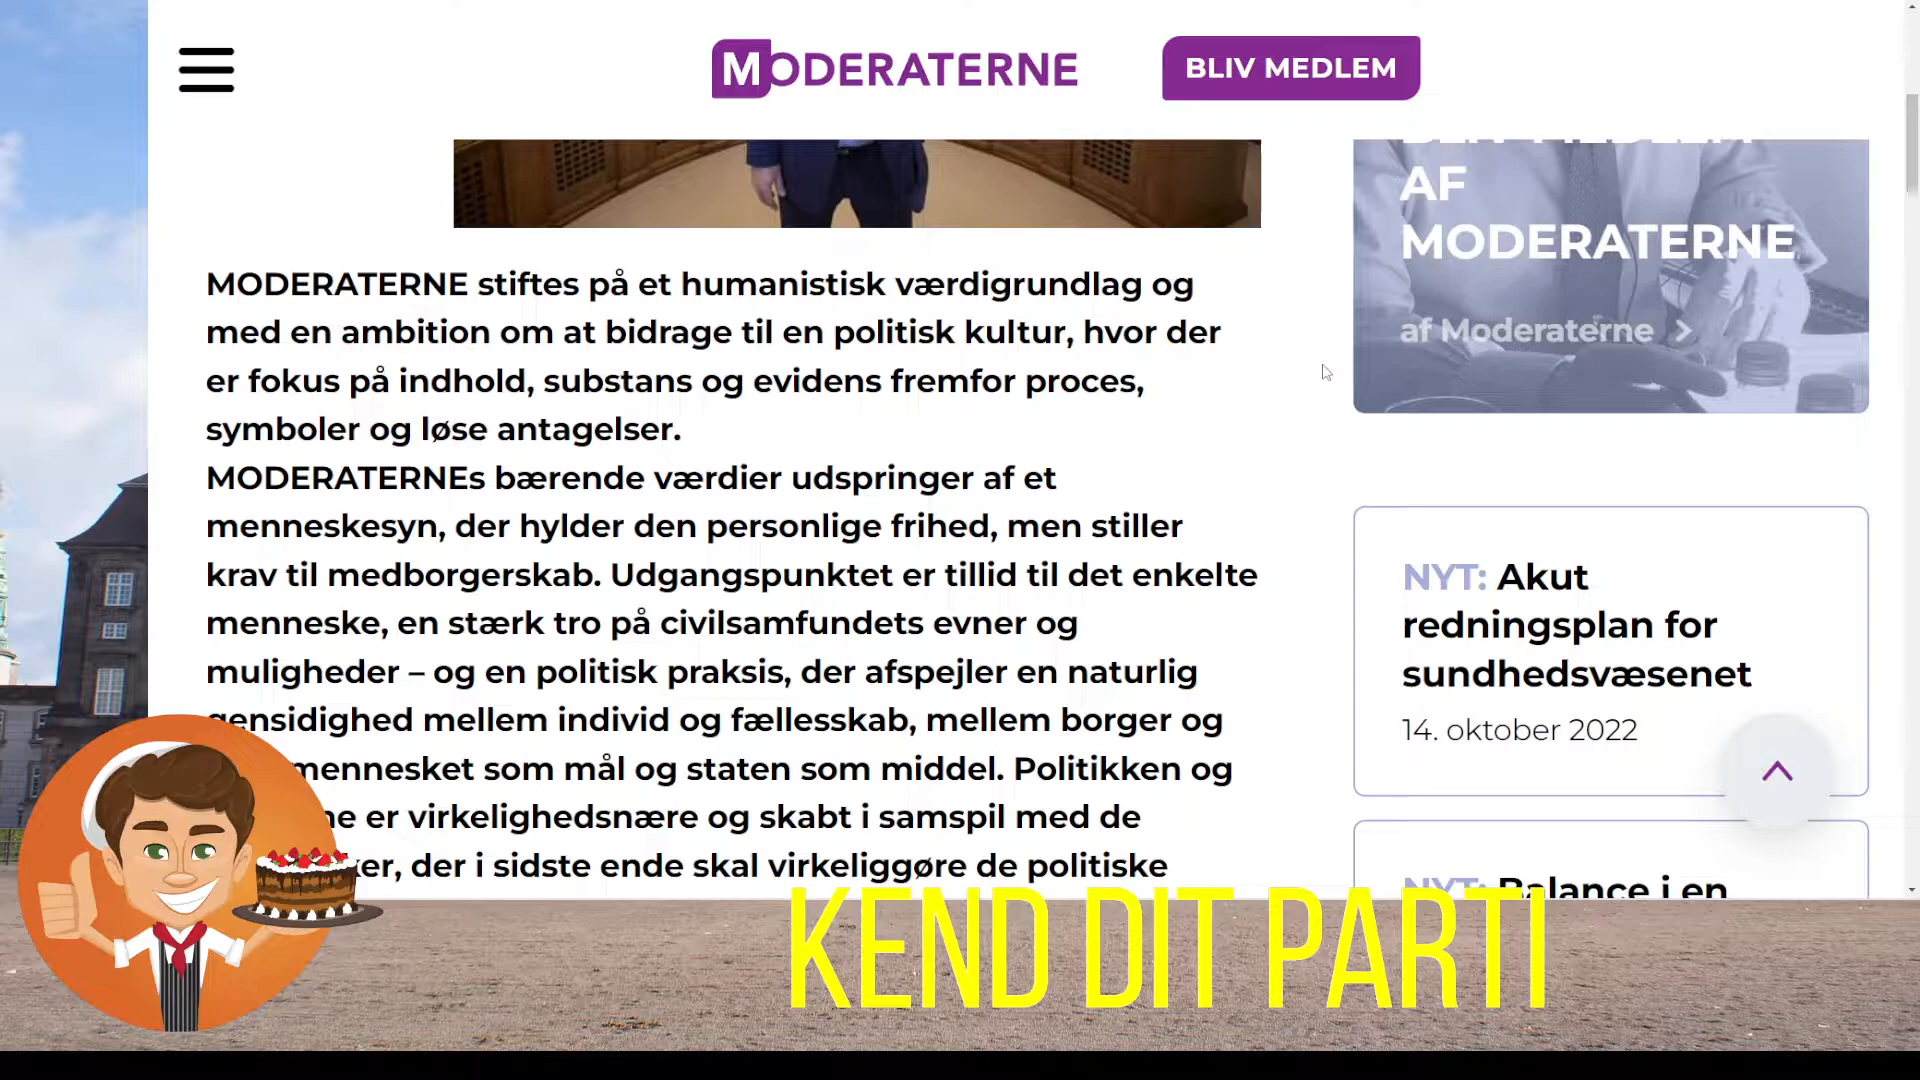 MODERATERNE
BLIV MEDLEM
AF
MODERATERNE
af Moderaterne
MODERATERNE stiftes på et humanistisk værdigrundlag og
med en ambition om at bidrage til en politisk kultur, hvor der
er fokus på indhold, substans og evidens fremfor proces,
symboler og løse antagelser.
MODERATERNEs bærende værdier udspringer af et
menneskesyn, der hylder den personlige frihed, men stiller
krav til medborgerskab. Udgangspunktet er tillid til det enkelte
menneske, en stærk tro på civilsamfundets evner og
muligheder – og en politisk praksis, der afspejler en naturlig
gensidighed mellem individ og fællesskab, mellem borger og
mennesket som mål og staten som middel. Politikken og
er virkelighedsnære og skabt i samspil med de
der i sidste ende skal virkeliggøre de politiske
NYT: Akut
redningsplan for
sundhedsvæsenet
14. oktober 2022
NYT: Balance i en
KEND DIT PARTI